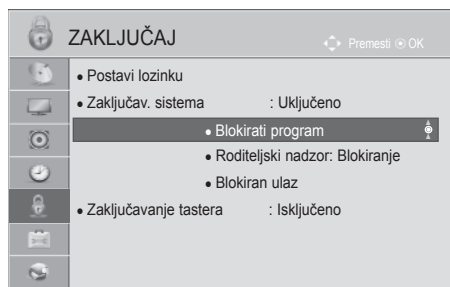 ZAKLJUČAJ
Premesti OK
• Postavi lozinku
• Zaključav. sistema : Uključeno
• Blokirati program
• Roditeljski nadzor: Blokiranje
• Blokiran ulaz
• Zaključavanje tastera : Isključeno